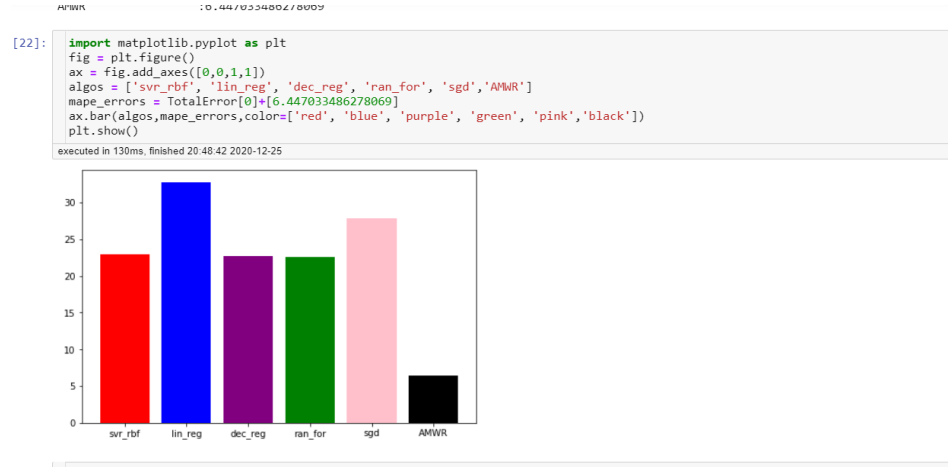 AMWR :6.447033486278069
[22]: import matplotlib.pyplot as plt
fig = plt.figure()
ax = fig.add_axes([0,0,1,1])
algos = ['svr_rbf', 'lin_reg', 'dec_reg', 'ran_for', 'sgd','AMWR']
mape_errors = TotalError[0]+[6.447033486278069]
ax.bar(algos,mape_errors,color=['red', 'blue', 'purple', 'green', 'pink','black'])
plt.show()
executed in 130ms, finished 20:48:42 2020-12-25
30
25
20
15
10
5
0
svr_rbf lin_reg dec_reg ran_for sgd AMWR